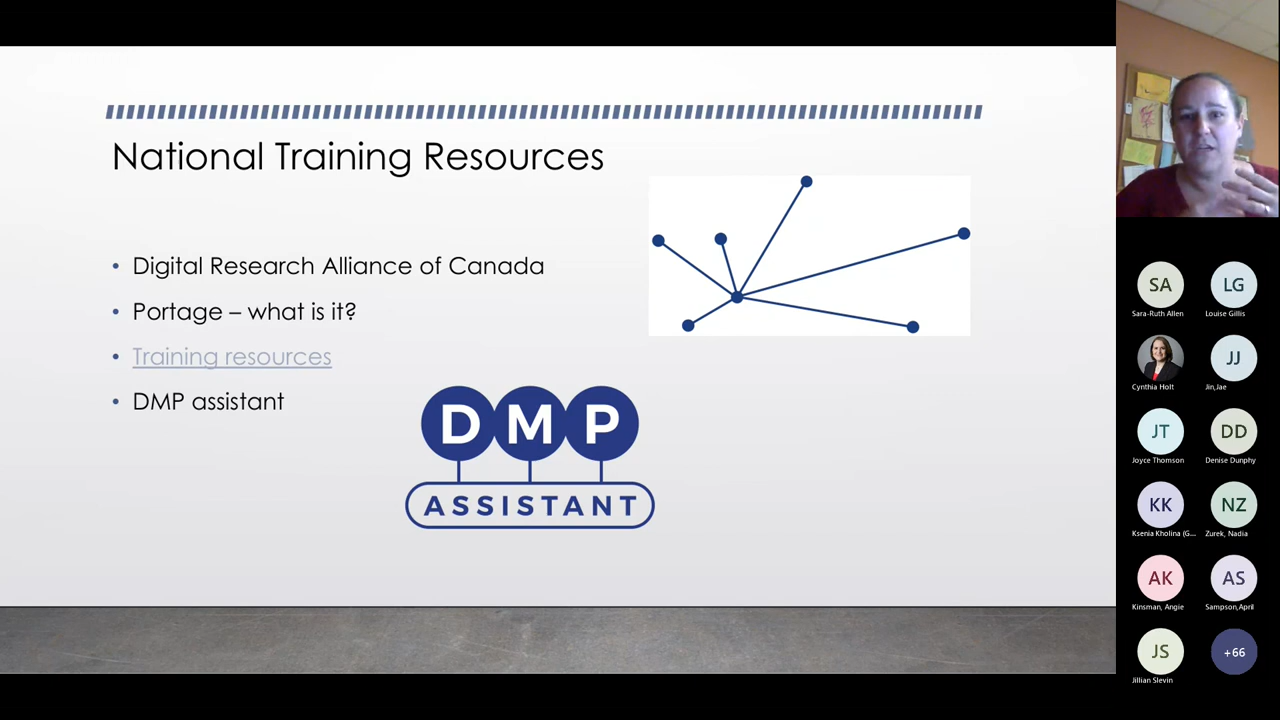 National Training Resources
• Digital Research Alliance of Canada
• Portage – what is it?
• Training resources
• DMP assistant
DMP
ASSISTANT
SA
LG
Sara-Ruth Allen
Louise Gillis
JJ
Cynthia Holt
Jin,Jae
JT
DD
Joyce Thomson
Denise Dunphy
KK
NZ
Ksenia Kholina (G...
Zurek, Nadia
AK
AS
Kinsman, Angie
Sampson,April
JS
+66
Jillian Slevin